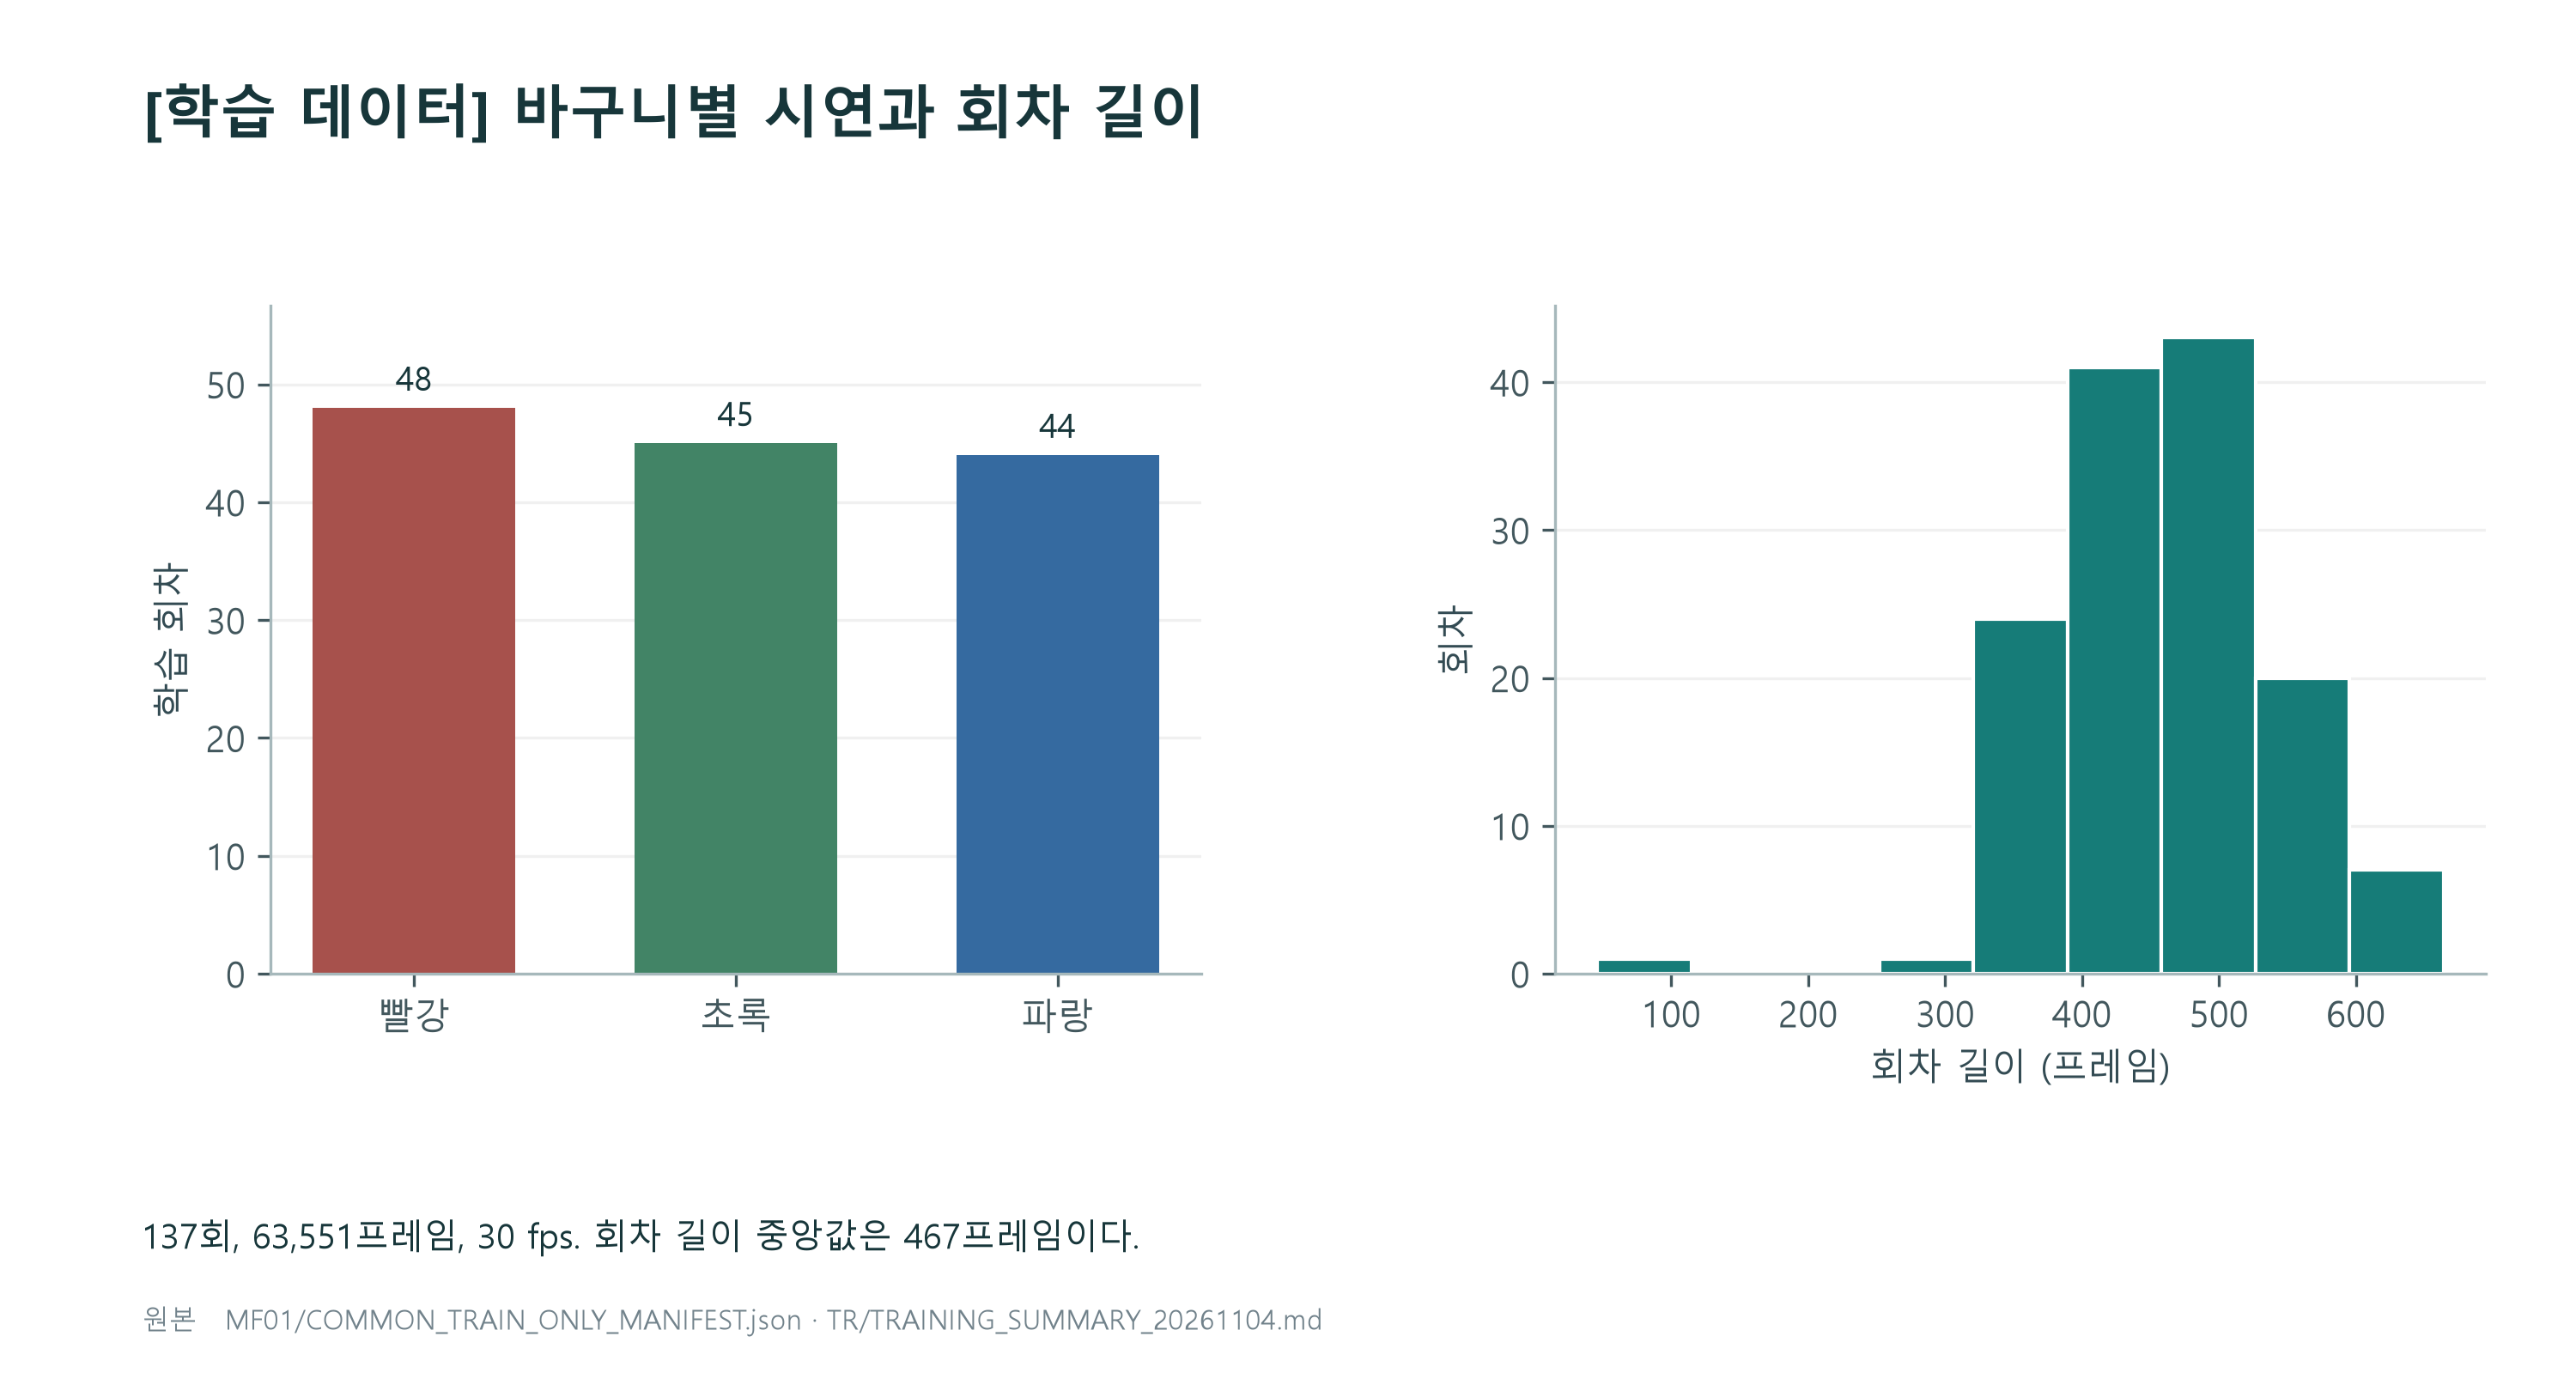 [학습 데이터] 바구니별 시연과 회차 길이
학습 회차
50
40
30
20
10
0
48
45
44
빨강
초록
파랑
회차
40
30
20
10
0
100
200
300
400
500
600
회차 길이 (프레임)
137회, 63,551프레임, 30 fps. 회차 길이 중앙값은 467프레임이다.
원본 MF01/COMMON_TRAIN_ONLY_MANIFEST.json · TR/TRAINING_SUMMARY_20261104.md